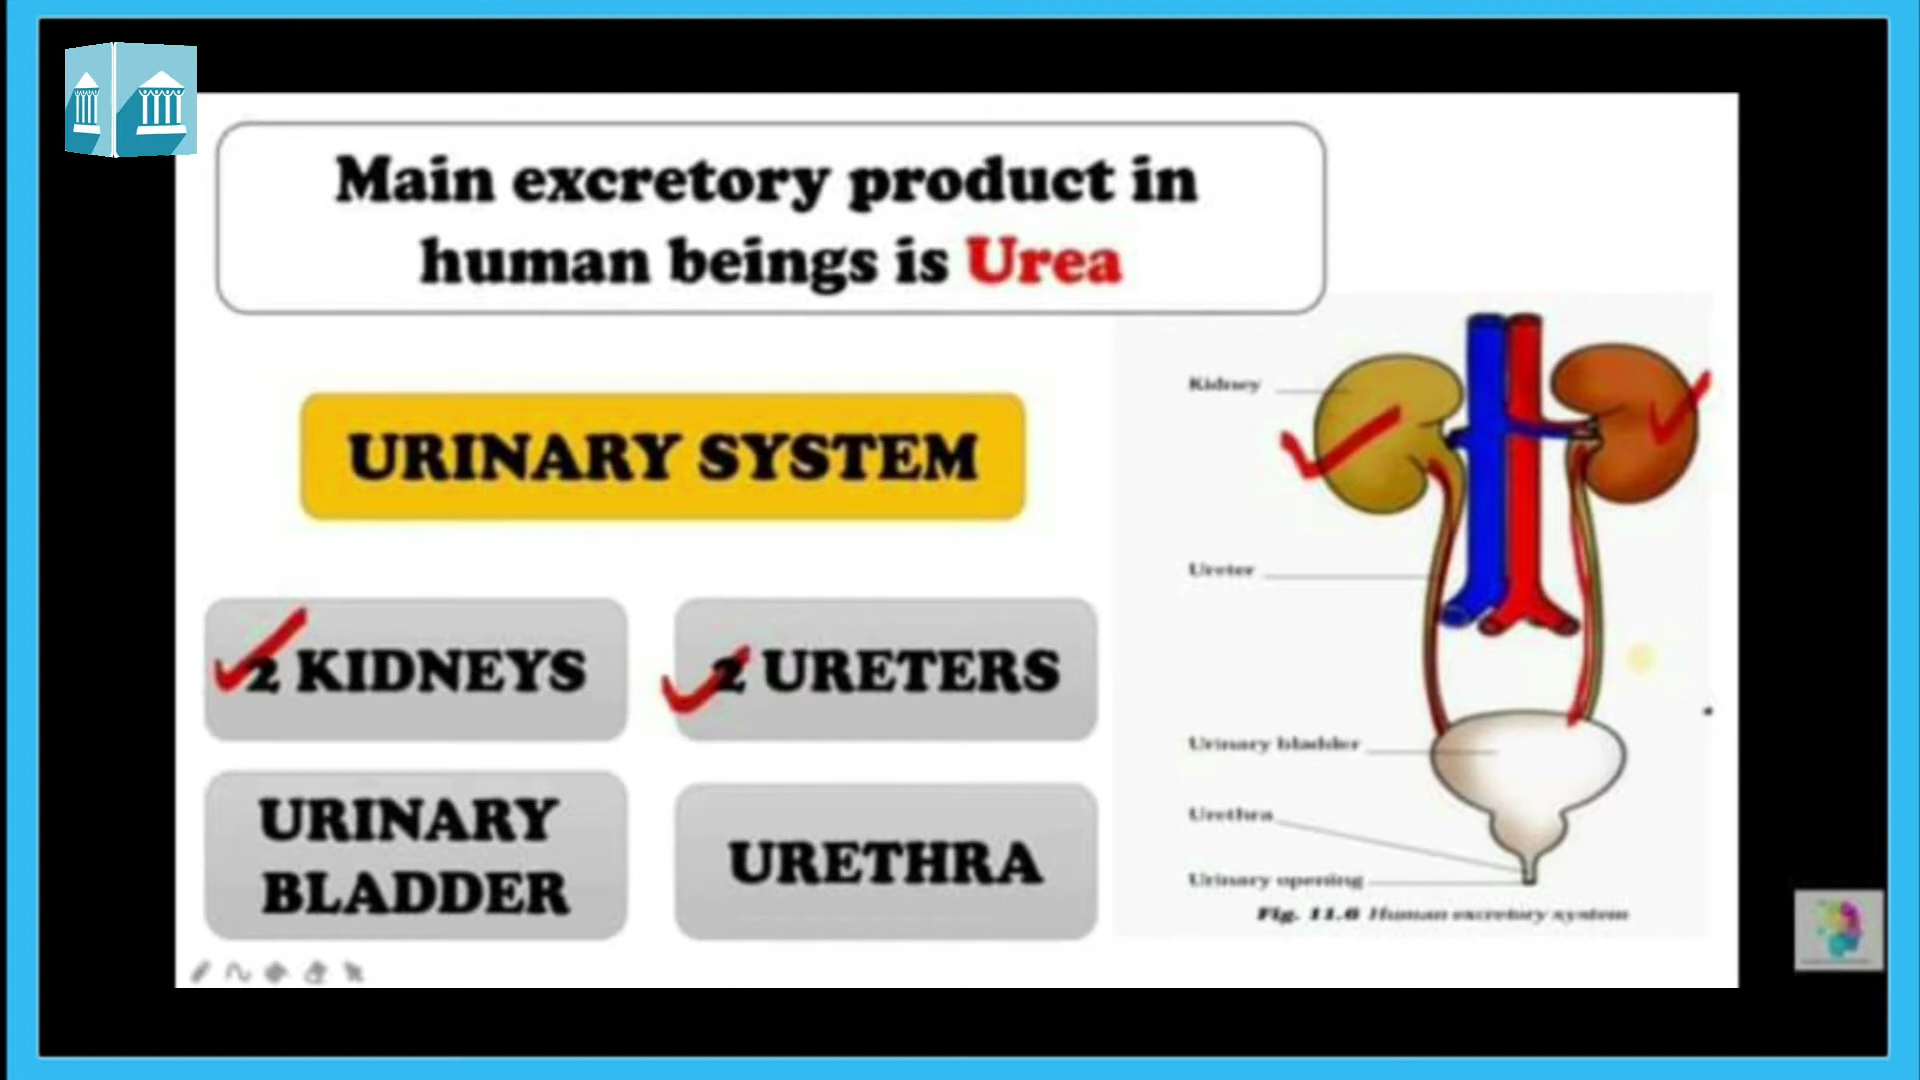 Main excretory product in
human beings is Urea
URINARY SYSTEM
2 KIDNEYS
2 URETERS
URINARY
BLADDER
URETHRA
Kidney
Ureter
Urinary bladder
Urethra
Urinary opening
Fig. 11.6 Human excretory system